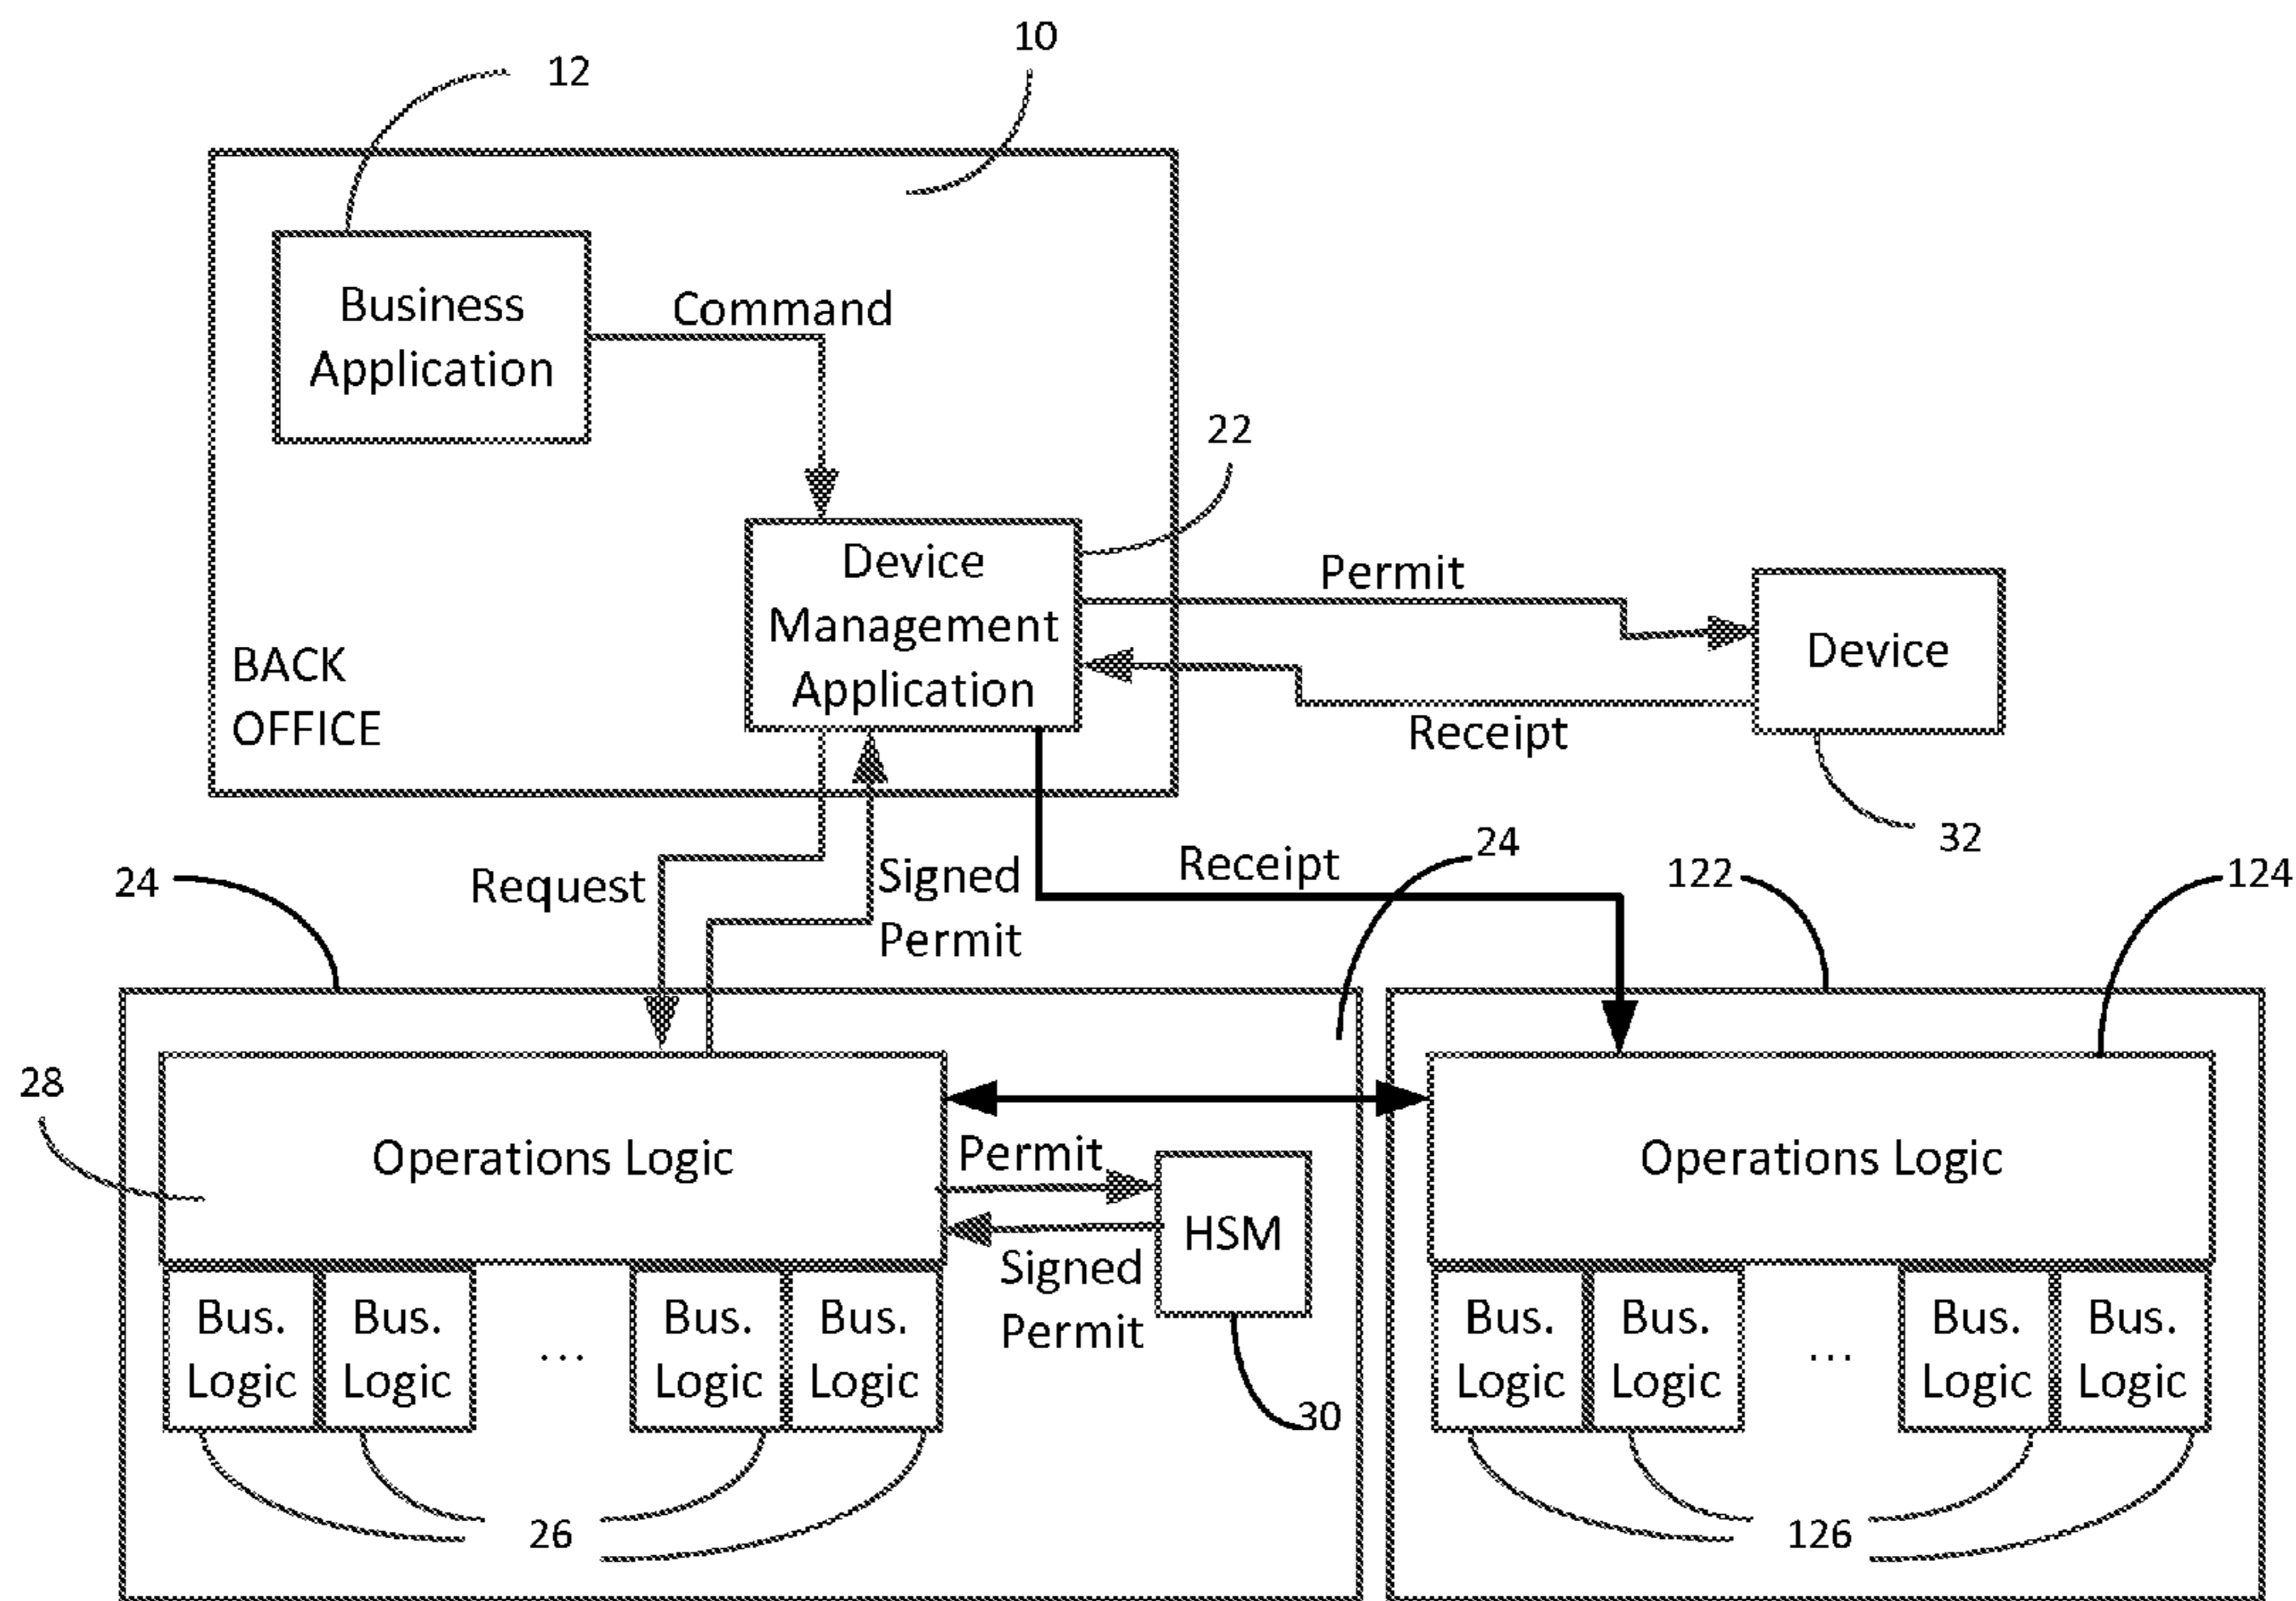 10
12
Business
Application
Command
22
Device
Management
Application
BACK
OFFICE
Permit
Device
Receipt
32
24
Request
Signed
Permit
Receipt
24
122
124
28
Operations Logic
Permit
HSM
Signed
Permit
30
Operations Logic
Bus.
Logic
Bus.
Logic
...
Bus.
Logic
Bus.
Logic
26
Bus.
Logic
Bus.
Logic
...
Bus.
Logic
Bus.
Logic
126